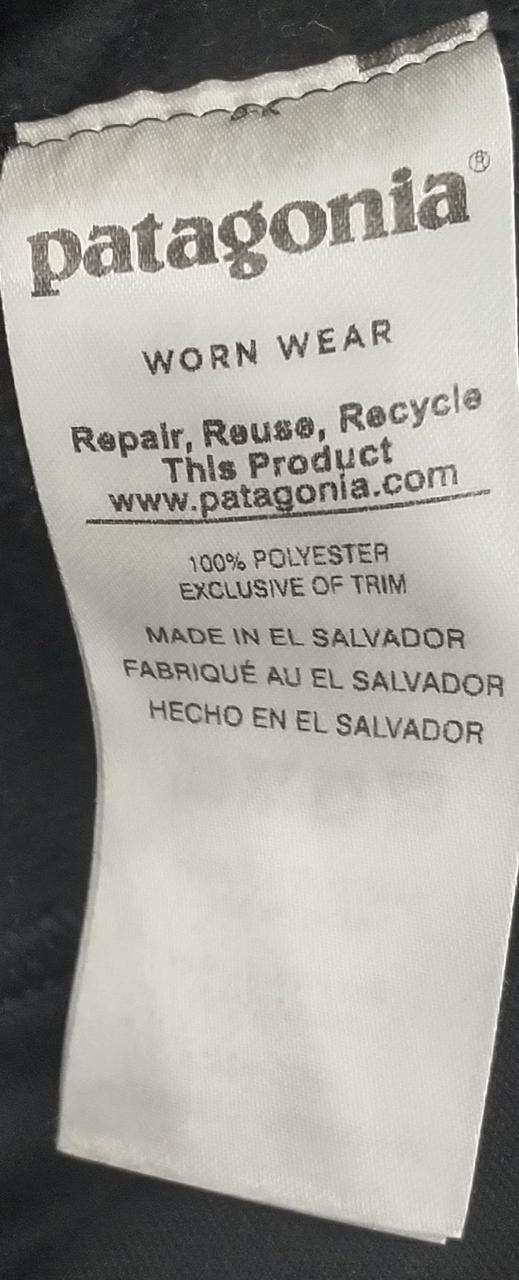 patagonia®
WORN WEAR
Repair, Reuse, Recycle
This Product
www.patagonia.com
100% POLYESTER
EXCLUSIVE OF TRIM
MADE IN EL SALVADOR
FABRIQUÉ AU EL SALVADOR
HECHO EN EL SALVADOR